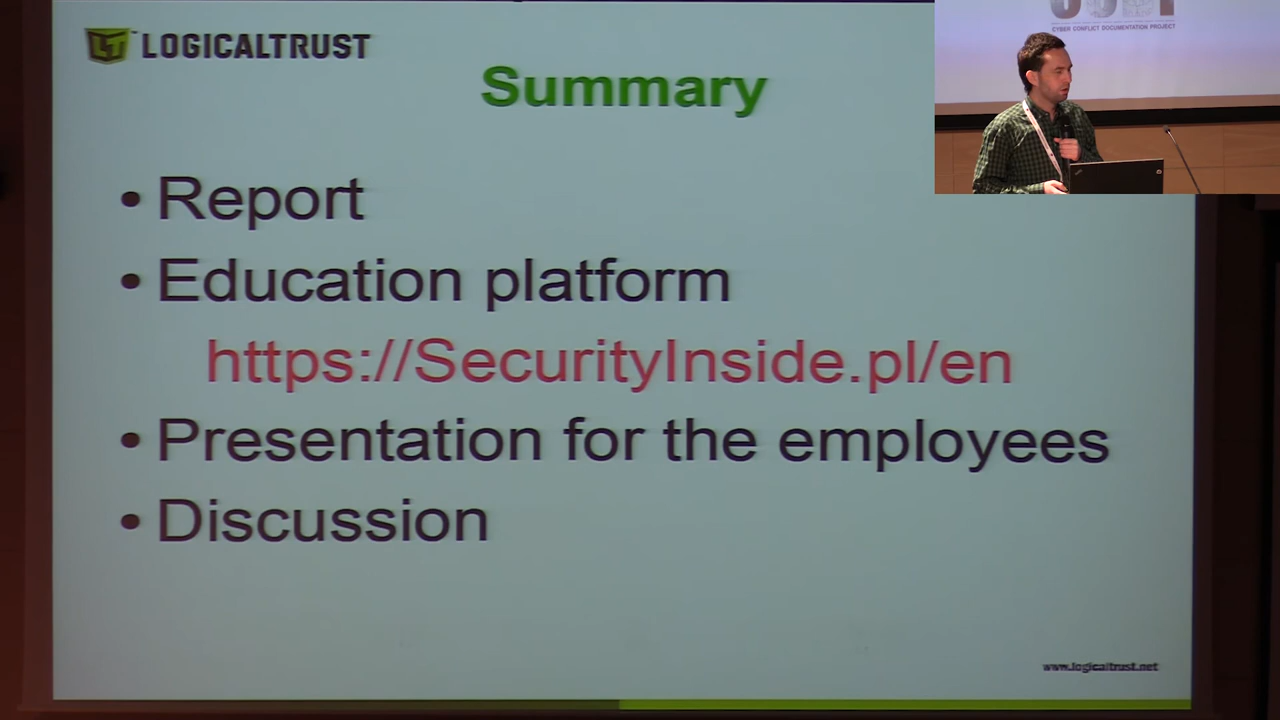 LOGICALTRUST
Summary
CYBER CONFLICT DOCUMENTATION PROJECT
• Report
• Education platform
https://SecurityInside.pl/en
• Presentation for the employees
• Discussion
www.logicaltrust.net